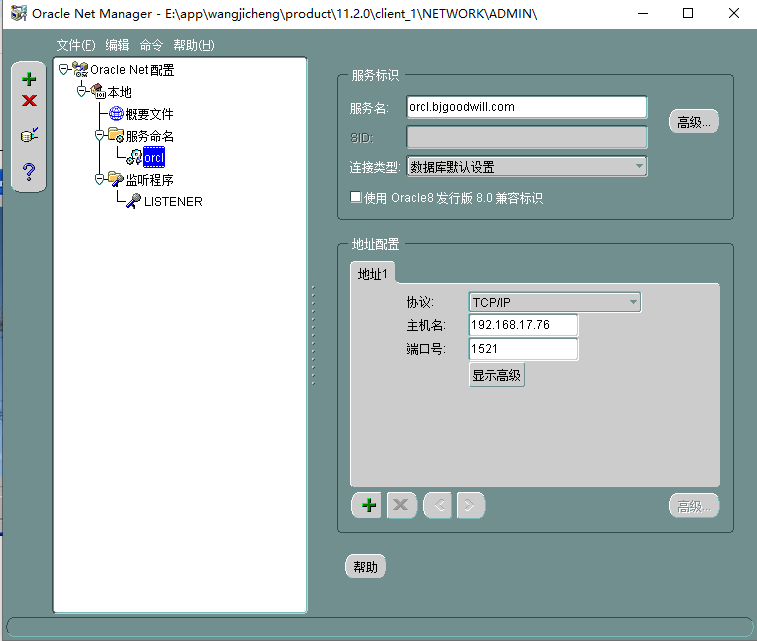 Oracle Net Manager - E:\app\wangjicheng\product\11.2.0\client_1\NETWORK\ADMIN\
文件(F) 编辑 命令 帮助(H)
Oracle Net 配置
本地
概要文件
服务命名
orcl
监听程序
LISTENER
服务标识
服务名: orcl.bjgoodwill.com
高级...
SID:
连接类型: 数据库默认设置
使用 Oracle8 发行版 8.0 兼容标识
地址配置
地址1
协议: TCP/IP
主机名: 192.168.17.76
端口号: 1521
显示高级
高级...
帮助